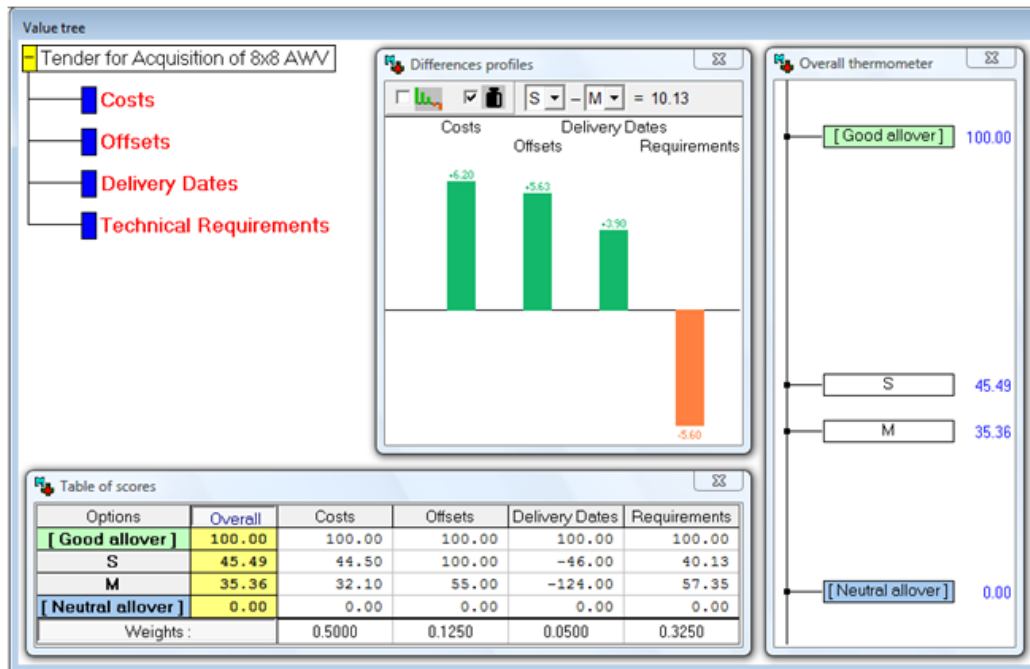 Value tree
Tender for Acquisition of 8x8 AWV
Costs
Offsets
Delivery Dates
Technical Requirements
Differences profiles
S – M = 10.13
Costs Delivery Dates
Offsets Requirements
+6.20
+5.63
+3.90
-5.60
Overall thermometer
[ Good allover ] 100.00
S 45.49
M 35.36
[ Neutral allover ] 0.00
Table of scores
Options Overall Costs Offsets Delivery Dates Requirements
[ Good allover ] 100.00 100.00 100.00 100.00 100.00
S 45.49 44.50 100.00 -46.00 40.13
M 35.36 32.10 55.00 -124.00 57.35
[ Neutral allover ] 0.00 0.00 0.00 0.00 0.00
Weights : 0.5000 0.1250 0.0500 0.3250